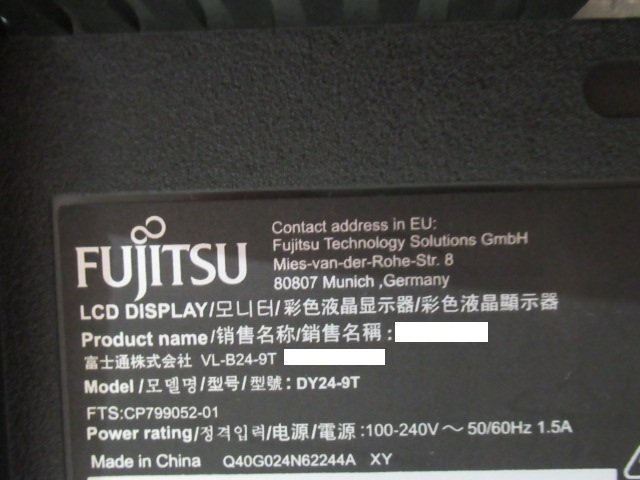 FUJITSU
Contact address in EU:
Fujitsu Technology Solutions GmbH
Mies-van-der-Rohe-Str. 8
80807 Munich ,Germany
LCD DISPLAY/모니터/彩色液晶显示器/彩色液晶顯示器
Product name/销售名称/銷售名稱 :
富士通株式会社 VL-B24-9T
Model /모델명/型号/型號 : DY24-9T
FTS:CP799052-01
Power rating/정격입력/电源/電源 :100-240V ～ 50/60Hz 1.5A
Made in China Q40G024N62244A XY